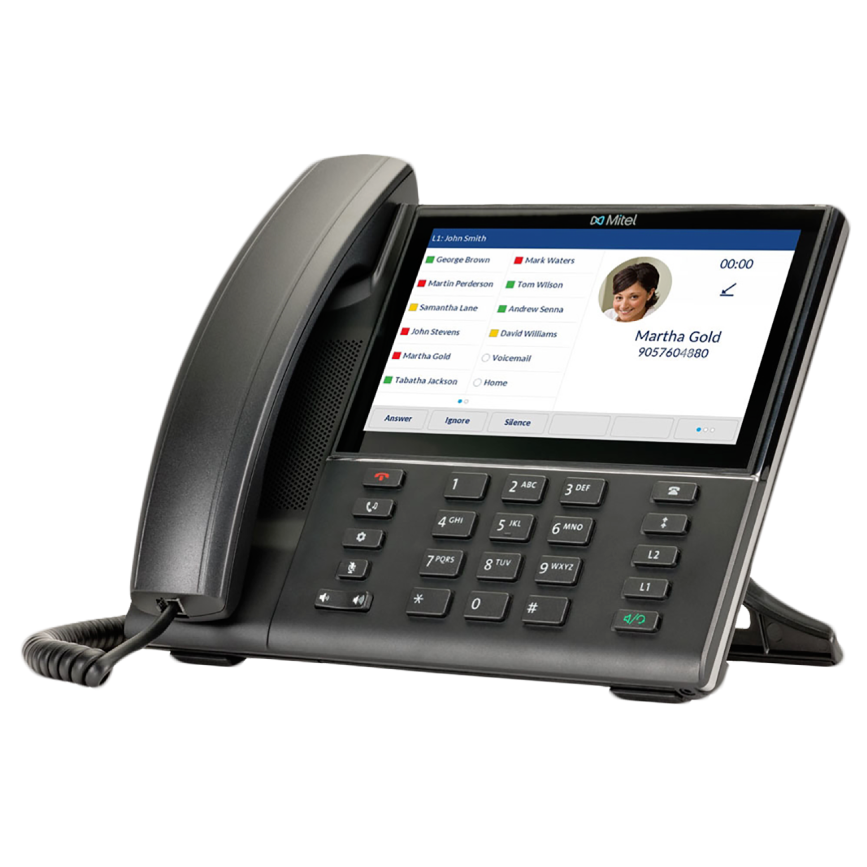 Mitel
L1: John Smith
George Brown
Mark Waters
Martin Perderson
Tom Wilson
Samantha Lane
Andrew Senna
John Stevens
David Williams
Martha Gold
Voicemail
Tabatha Jackson
Home
00:00
Martha Gold
9057604880
Answer
Ignore
Silence
1
2 ABC
3 DEF
4 GHI
5 JKL
6 MNO
7 PQRS
8 TUV
9 WXYZ
*
0
#
L2
L1